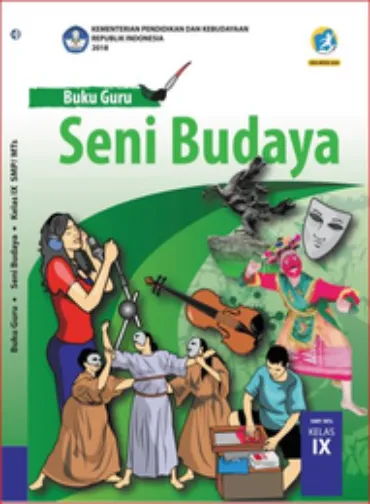 KEMENTERIAN PENDIDIKAN DAN KEBUDAYAAN
REPUBLIK INDONESIA
2018
Buku Guru
Seni Budaya
Buku Guru • Seni Budaya • Kelas IX SMP/MTs
SMP/MTs
KELAS
IX